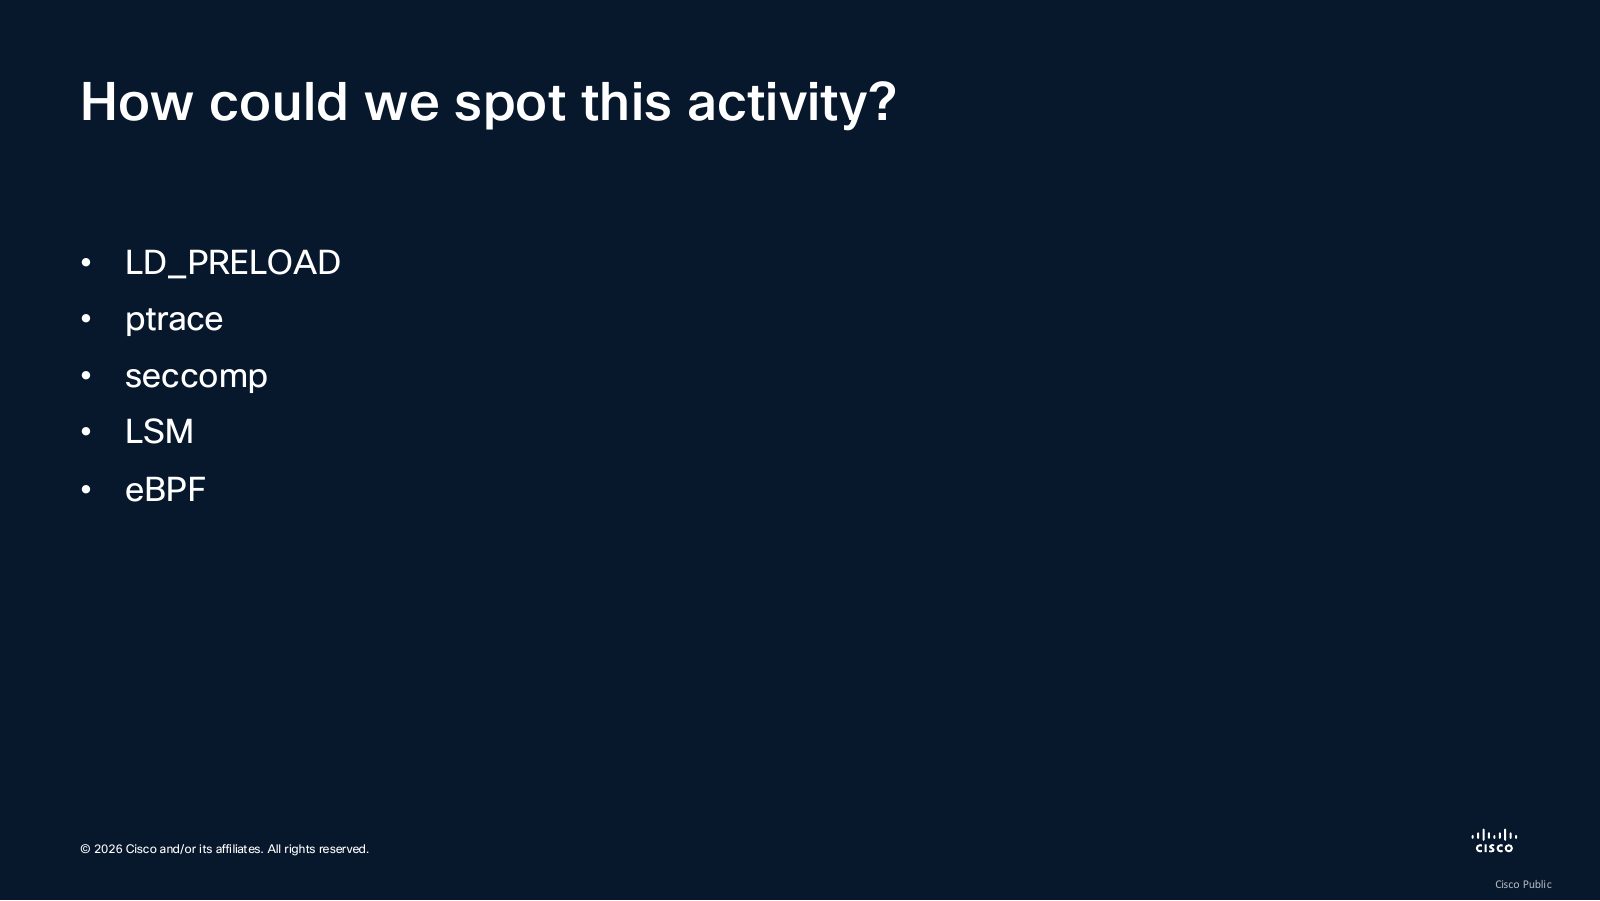 How could we spot this activity?
• LD_PRELOAD
• ptrace
• seccomp
• LSM
• eBPF
© 2026 Cisco and/or its affiliates. All rights reserved.
CISCO
Cisco Public